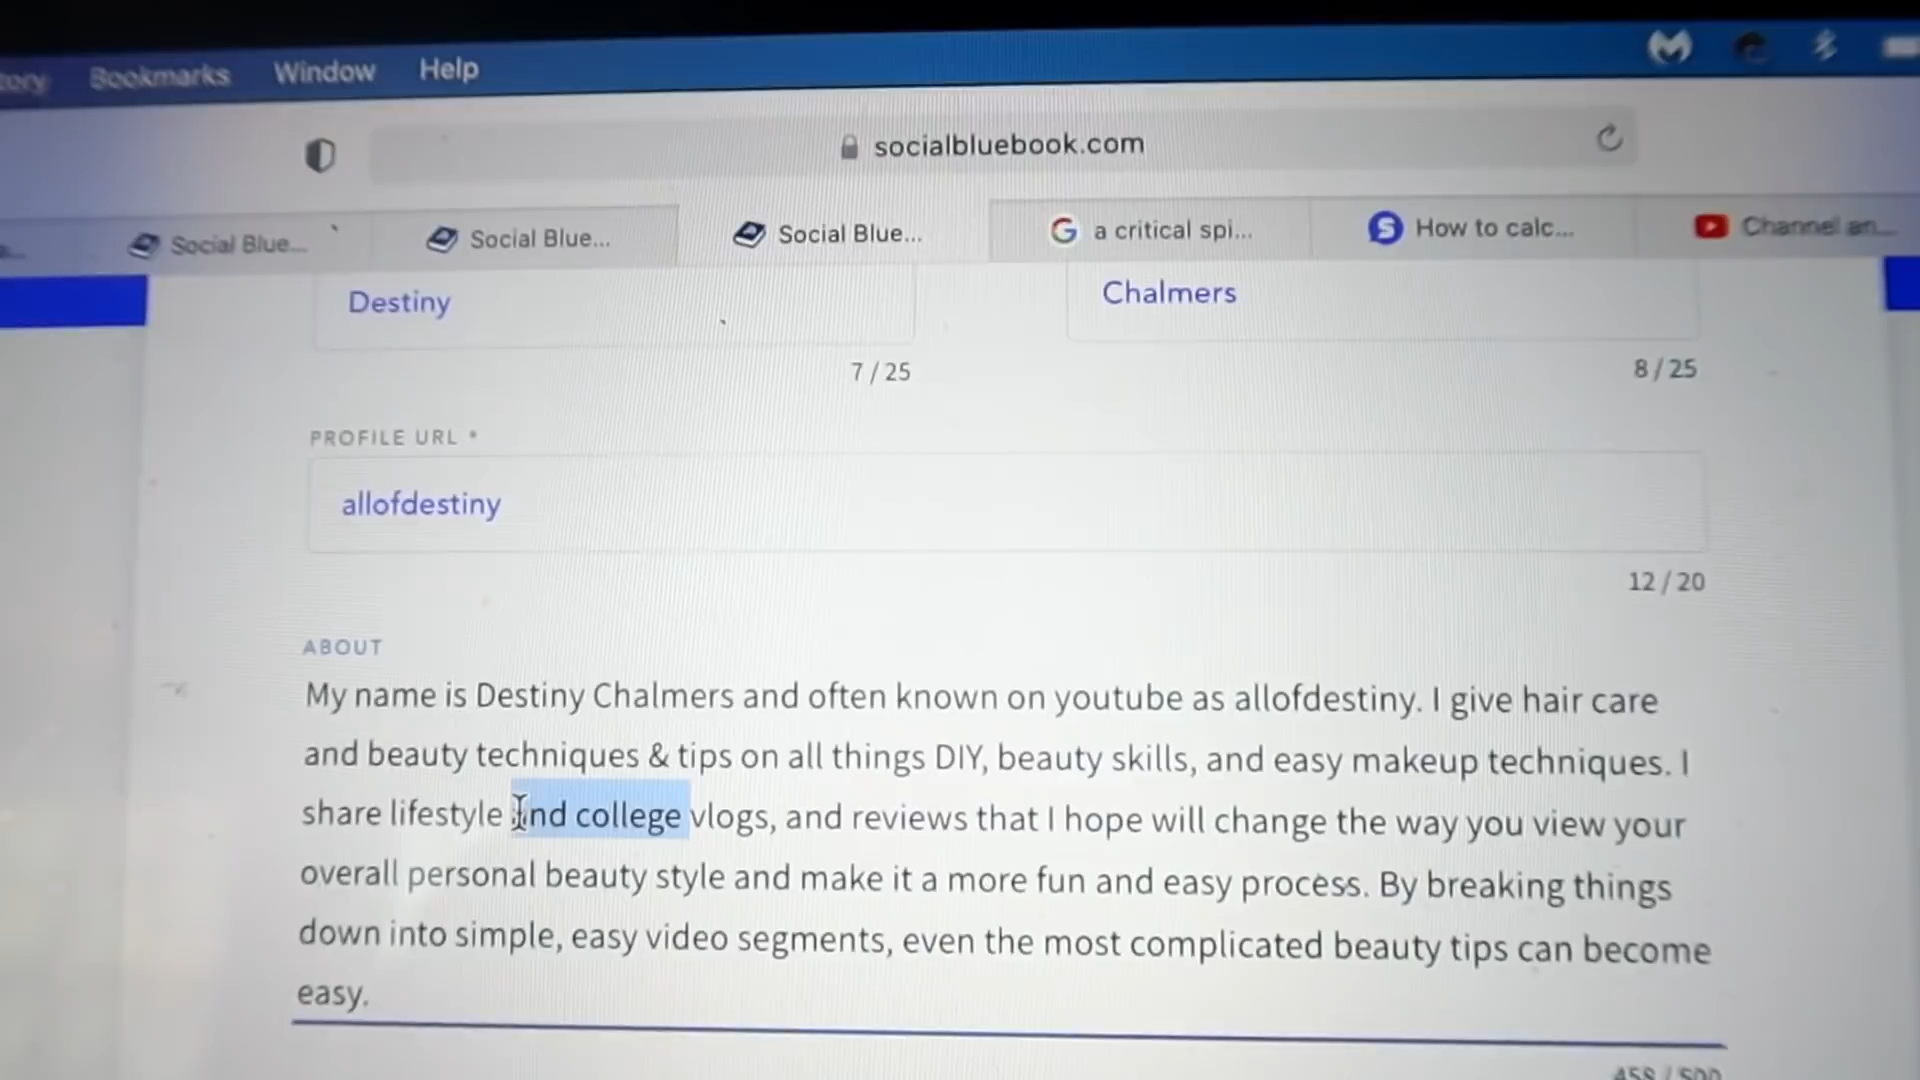 tory Bookmarks Window Help
socialbluebook.com
Social Blue... Social Blue... Social Blue... a critical spi... How to calc... Channel an...
Destiny Chalmers
7 / 25 8 / 25
PROFILE URL *
allofdestiny
12 / 20
ABOUT
My name is Destiny Chalmers and often known on youtube as allofdestiny. I give hair care
and beauty techniques & tips on all things DIY, beauty skills, and easy makeup techniques. I
share lifestyle and college vlogs, and reviews that I hope will change the way you view your
overall personal beauty style and make it a more fun and easy process. By breaking things
down into simple, easy video segments, even the most complicated beauty tips can become
easy.
458 / 500